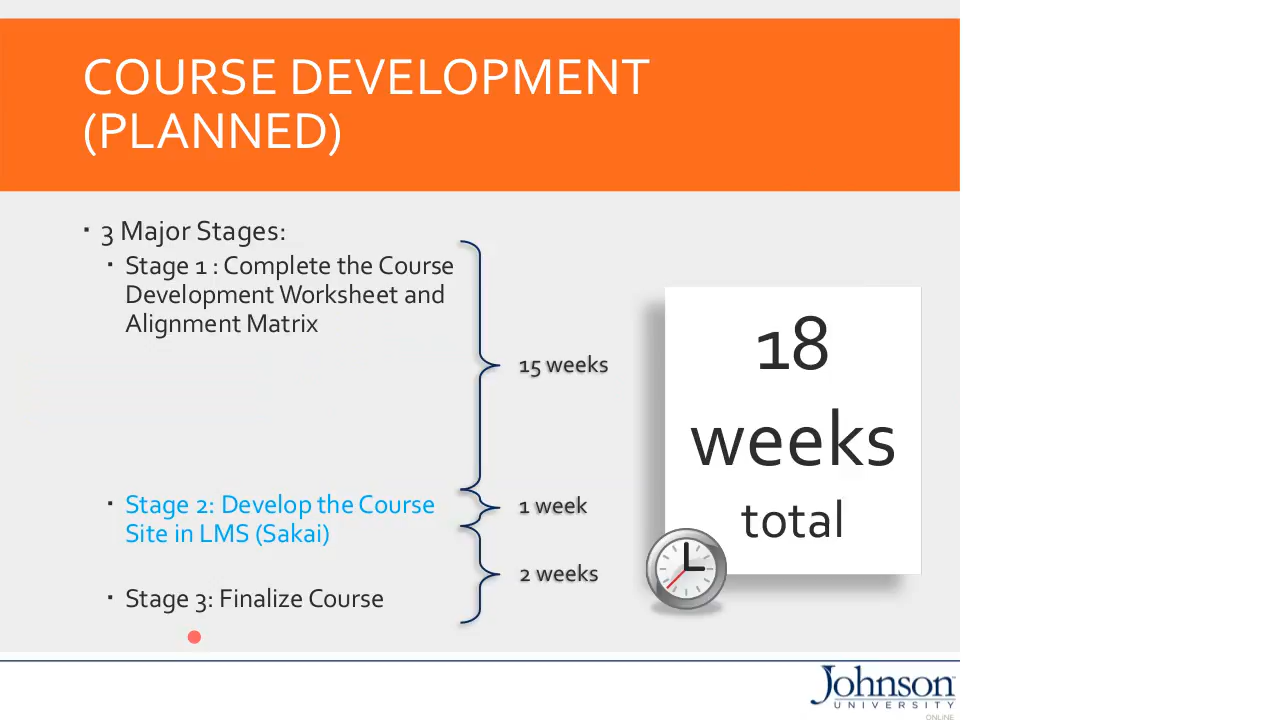 COURSE DEVELOPMENT
(PLANNED)
▪ 3 Major Stages:
▪ Stage 1 : Complete the Course
Development Worksheet and
Alignment Matrix
15 weeks
▪ Stage 2: Develop the Course
Site in LMS (Sakai)
1 week
2 weeks
▪ Stage 3: Finalize Course
18
weeks
total
Johnson™
UNIVERSITY
ONLINE